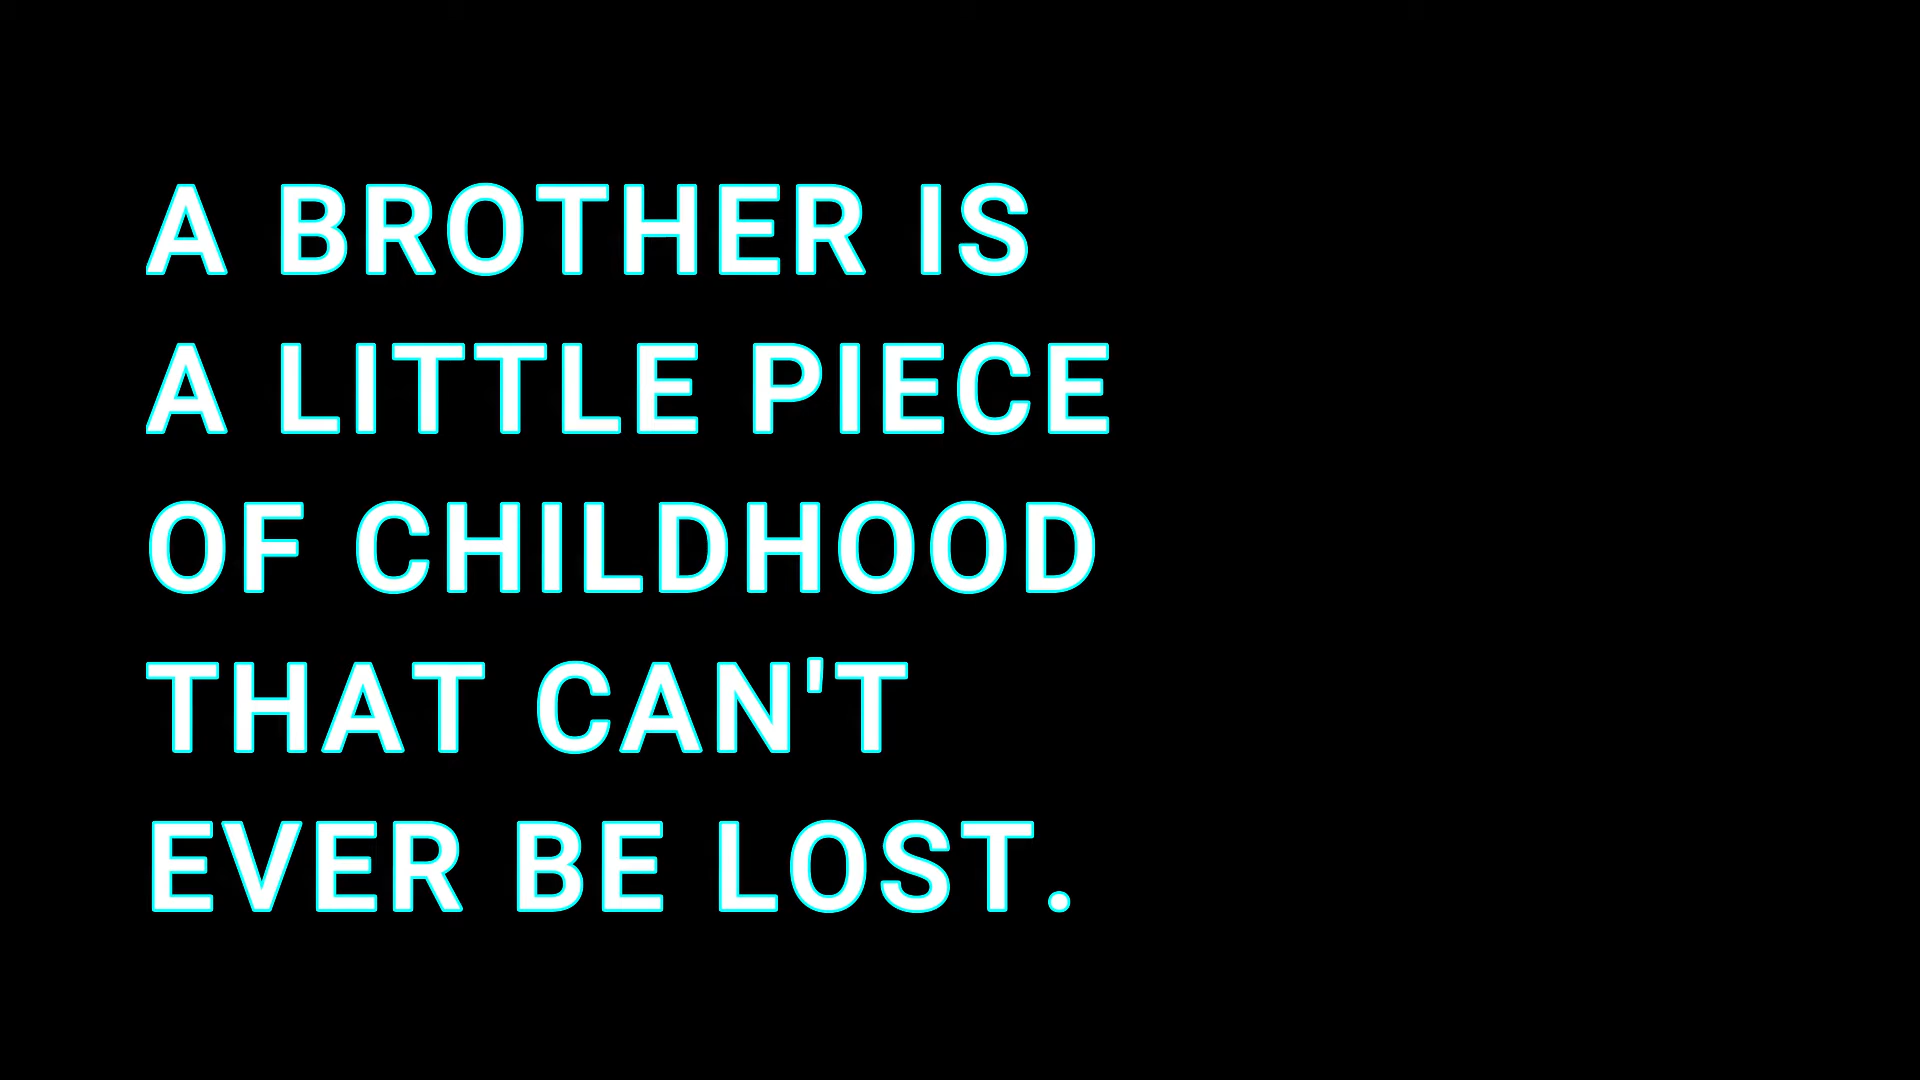 A BROTHER IS
A LITTLE PIECE
OF CHILDHOOD
THAT CAN'T
EVER BE LOST.